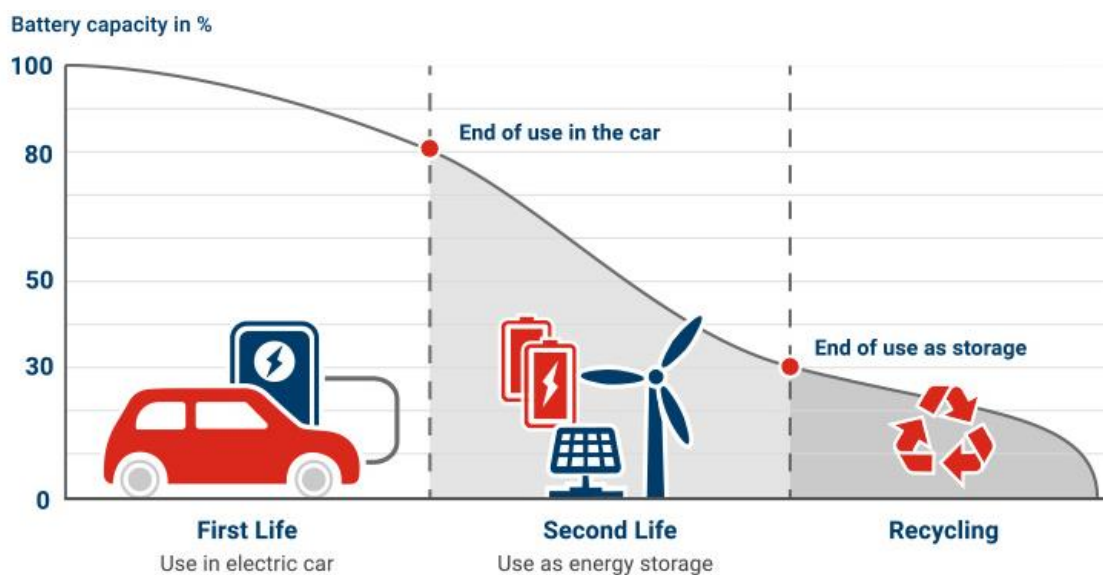 Battery capacity in %
100
80
50
30
0
End of use in the car
End of use as storage
First Life
Use in electric car
Second Life
Use as energy storage
Recycling